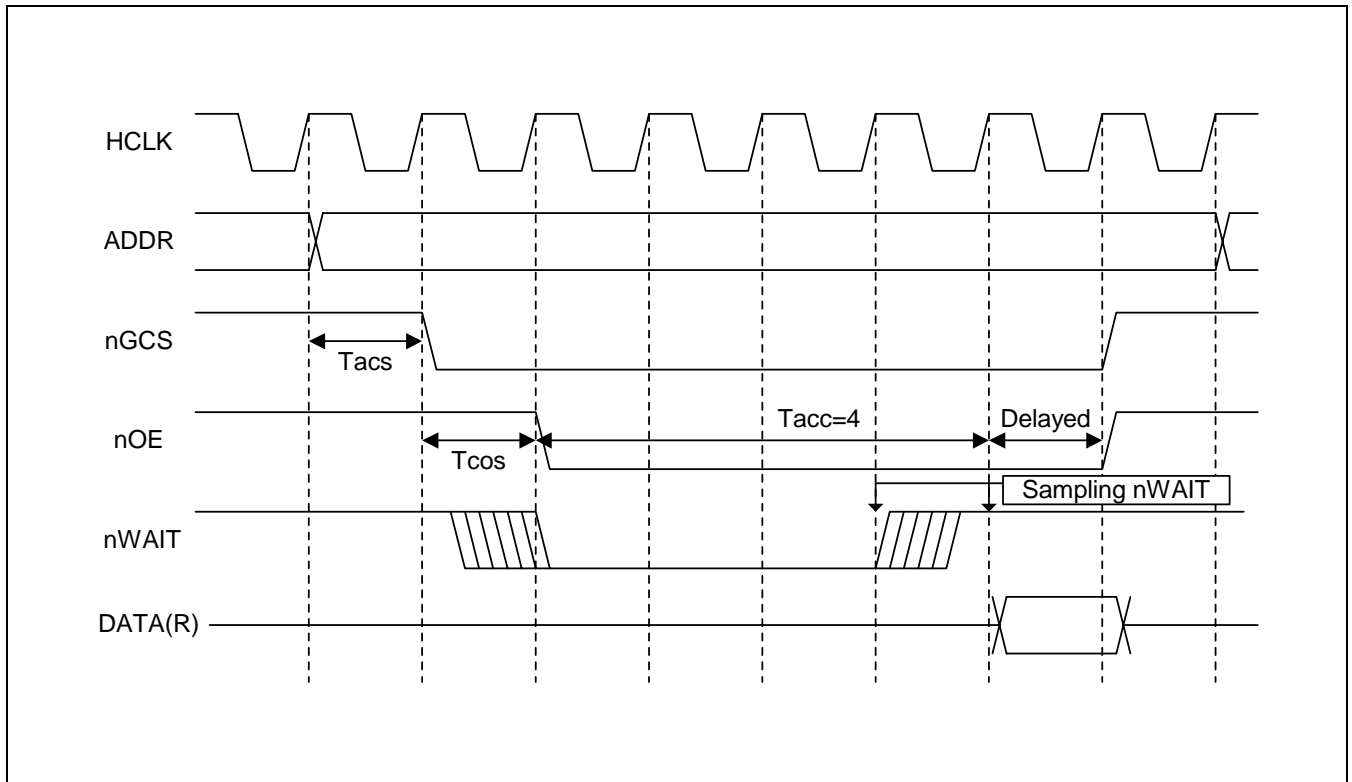 HCLK
ADDR
nGCS
Tacs
nOE
Tacc=4
Delayed
Tcos
Sampling nWAIT
nWAIT
DATA(R)